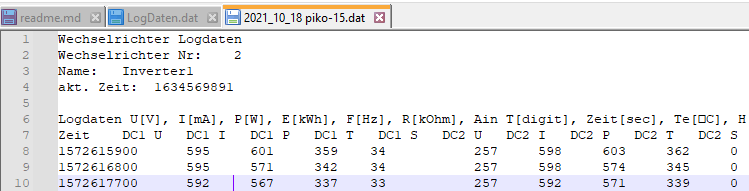 readme.md LogDaten.dat 2021_10_18 piko-15.dat
1 Wechselrichter Logdaten
2 Wechselrichter Nr: 2
3 Name: Inverter1
4 akt. Zeit: 1634569891
5
6 Logdaten U[V], I[mA], P[W], E[kWh], F[Hz], R[kOhm], Ain T[digit], Zeit[sec], Te[□C], H
7 Zeit DC1 U DC1 I DC1 P DC1 T DC1 S DC2 U DC2 I DC2 P DC2 T DC2 S
8 1572615900 595 601 359 34 257 598 603 362 0
9 1572616800 595 571 342 34 257 598 574 345 0
10 1572617700 592 567 337 33 257 592 571 339 0